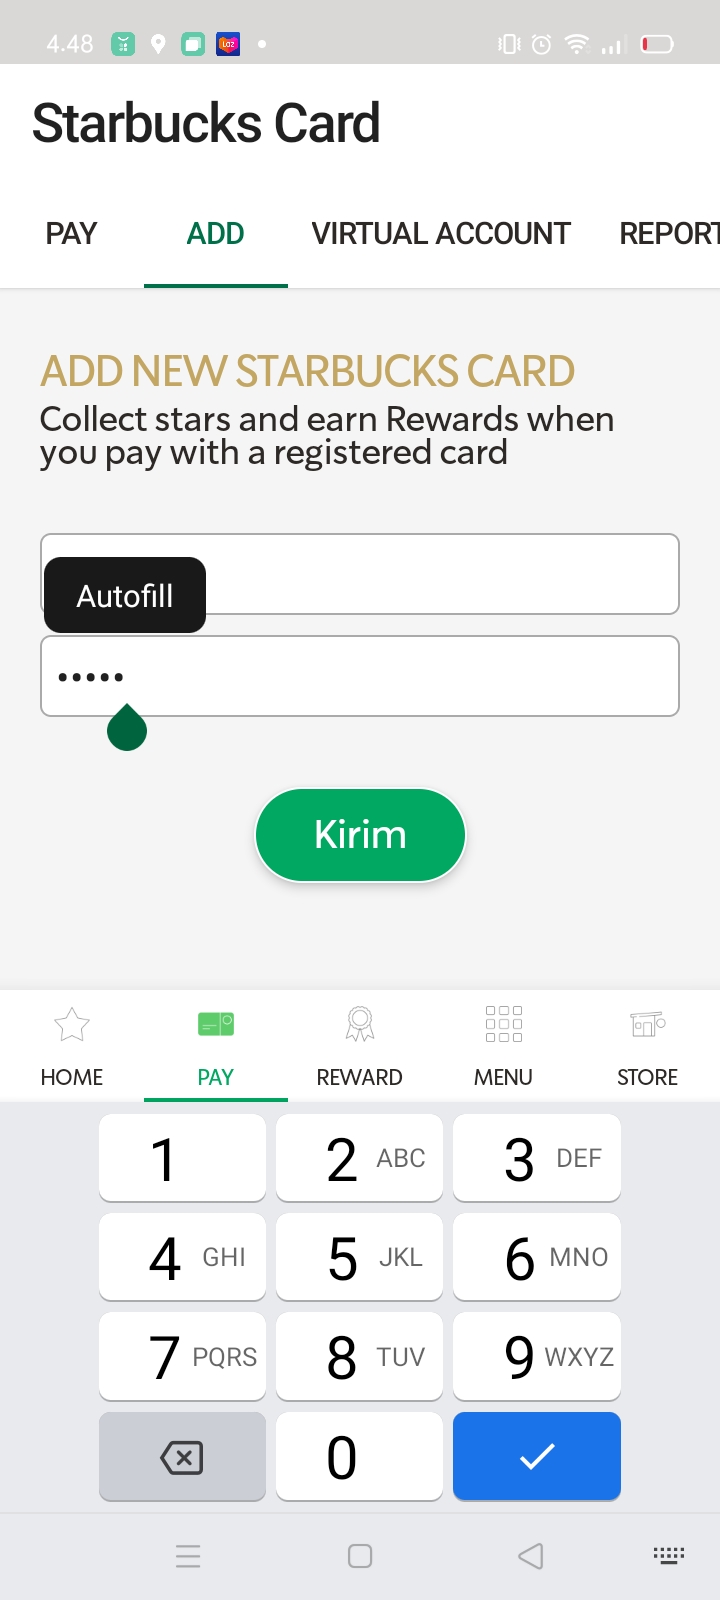 4.48
Laz
Starbucks Card
PAY ADD VIRTUAL ACCOUNT REPORT
ADD NEW STARBUCKS CARD
Collect stars and earn Rewards when
you pay with a registered card
Autofill
•••••
Kirim
HOME PAY REWARD MENU STORE
1 2 ABC 3 DEF
4 GHI 5 JKL 6 MNO
7 PQRS 8 TUV 9 WXYZ
0